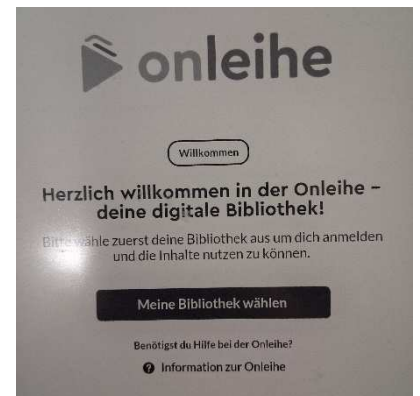 onleihe
Willkommen
Herzlich willkommen in der Onleihe –
deine digitale Bibliothek!
Bitte wähle zuerst deine Bibliothek aus um dich anmelden
und die Inhalte nutzen zu können.
Meine Bibliothek wählen
Benötigst du Hilfe bei der Onleihe?
Information zur Onleihe